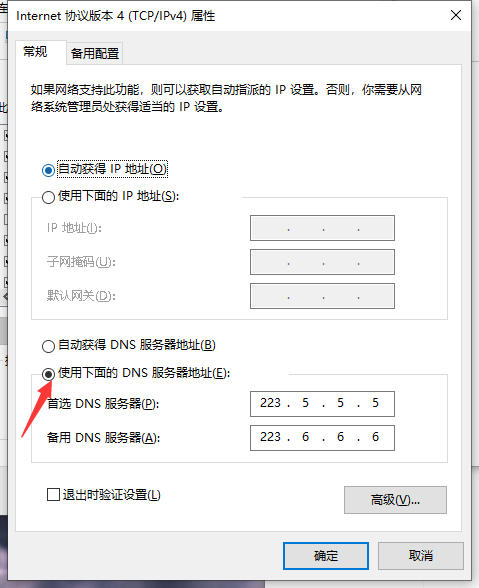 Internet 协议版本 4 (TCP/IPv4) 属性
常规
备用配置
如果网络支持此功能，则可以获取自动指派的 IP 设置。否则，你需要从网
络系统管理员处获得适当的 IP 设置。
自动获得 IP 地址(O)
使用下面的 IP 地址(S):
IP 地址(I):
子网掩码(U):
默认网关(D):
自动获得 DNS 服务器地址(B)
使用下面的 DNS 服务器地址(E):
首选 DNS 服务器(P): 223 . 5 . 5 . 5
备用 DNS 服务器(A): 223 . 6 . 6 . 6
退出时验证设置(L)
高级(V)...
确定
取消